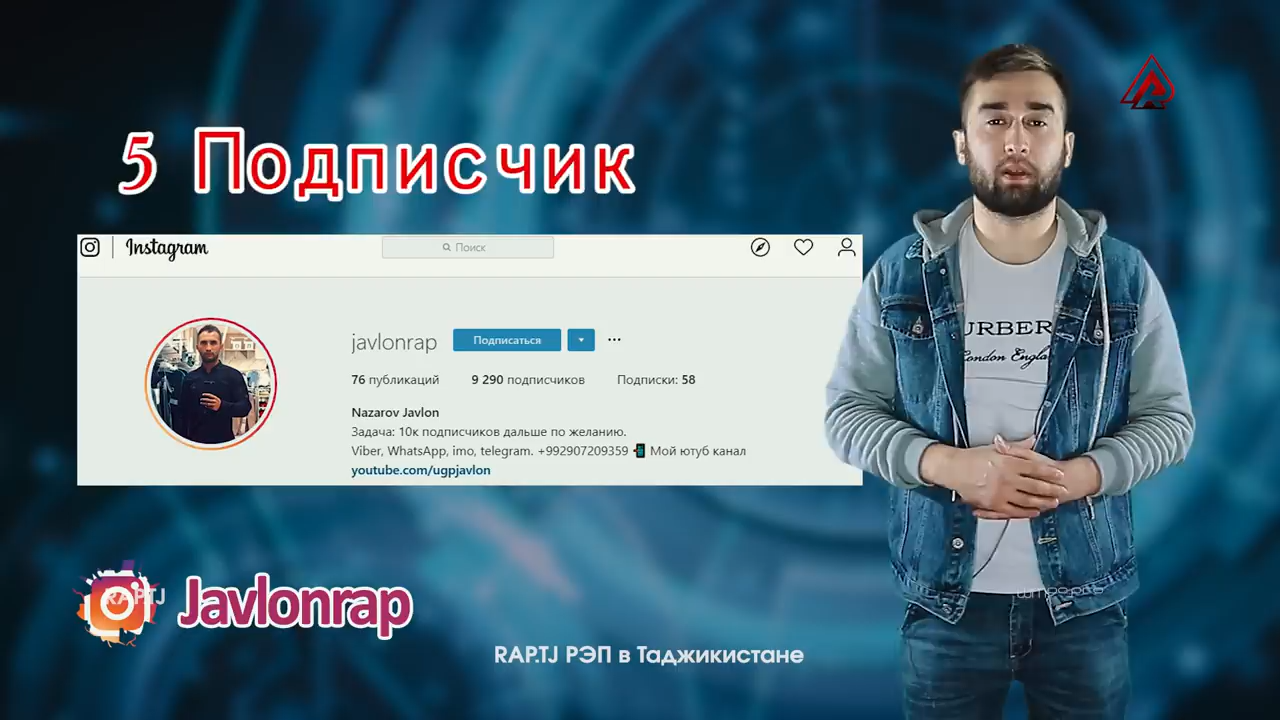 5 Подписчик
Instagram
Поиск
javlonrap Подписаться
76 публикаций 9 290 подписчиков Подписки: 58
Nazarov Javlon
Задача: 10к подписчиков дальше по желанию.
Viber, WhatsApp, imo, telegram. +992907209359 📲 Мой ютуб канал
youtube.com/ugpjavlon
URBER
London Engla
RAP.TJ
Javlonrap
RAP.TJ РЭП в Таджикистане